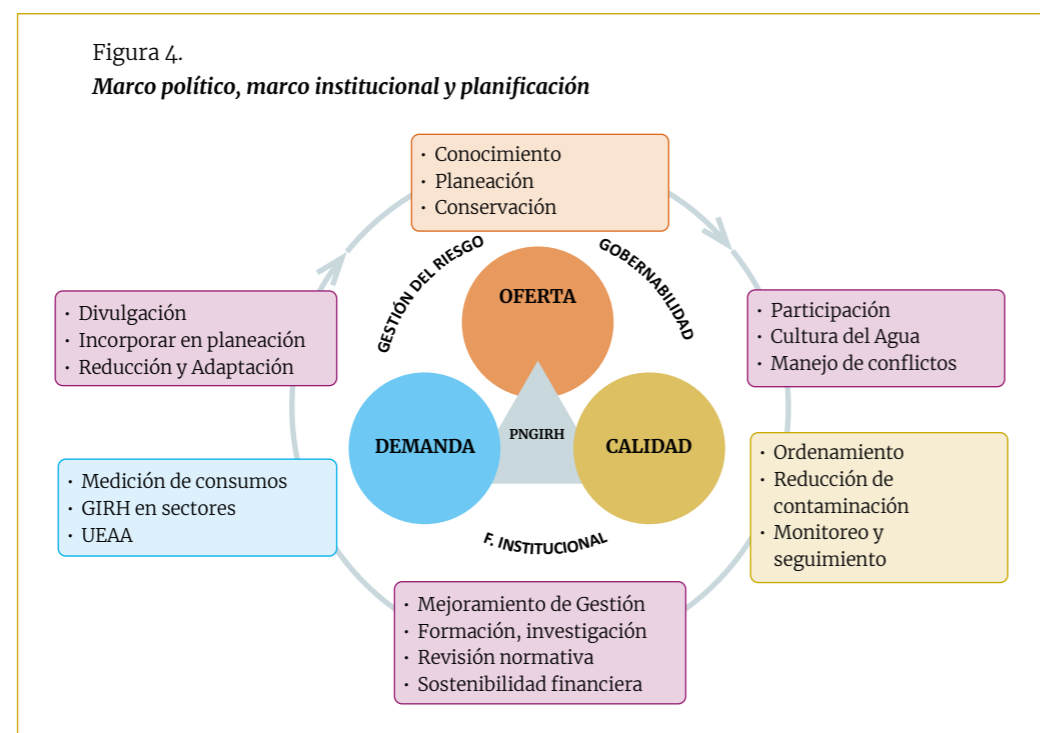 Figura 4.
Marco político, marco institucional y planificación
· Conocimiento
· Planeación
· Conservación
GESTIÓN DEL RIESGO
GOBERNABILIDAD
OFERTA
· Divulgación
· Incorporar en planeación
· Reducción y Adaptación
· Participación
· Cultura del Agua
· Manejo de conflictos
DEMANDA
PNGIRH
CALIDAD
· Medición de consumos
· GIRH en sectores
· UEAA
· Ordenamiento
· Reducción de
contaminación
· Monitoreo y
seguimiento
F. INSTITUCIONAL
· Mejoramiento de Gestión
· Formación, investigación
· Revisión normativa
· Sostenibilidad financiera